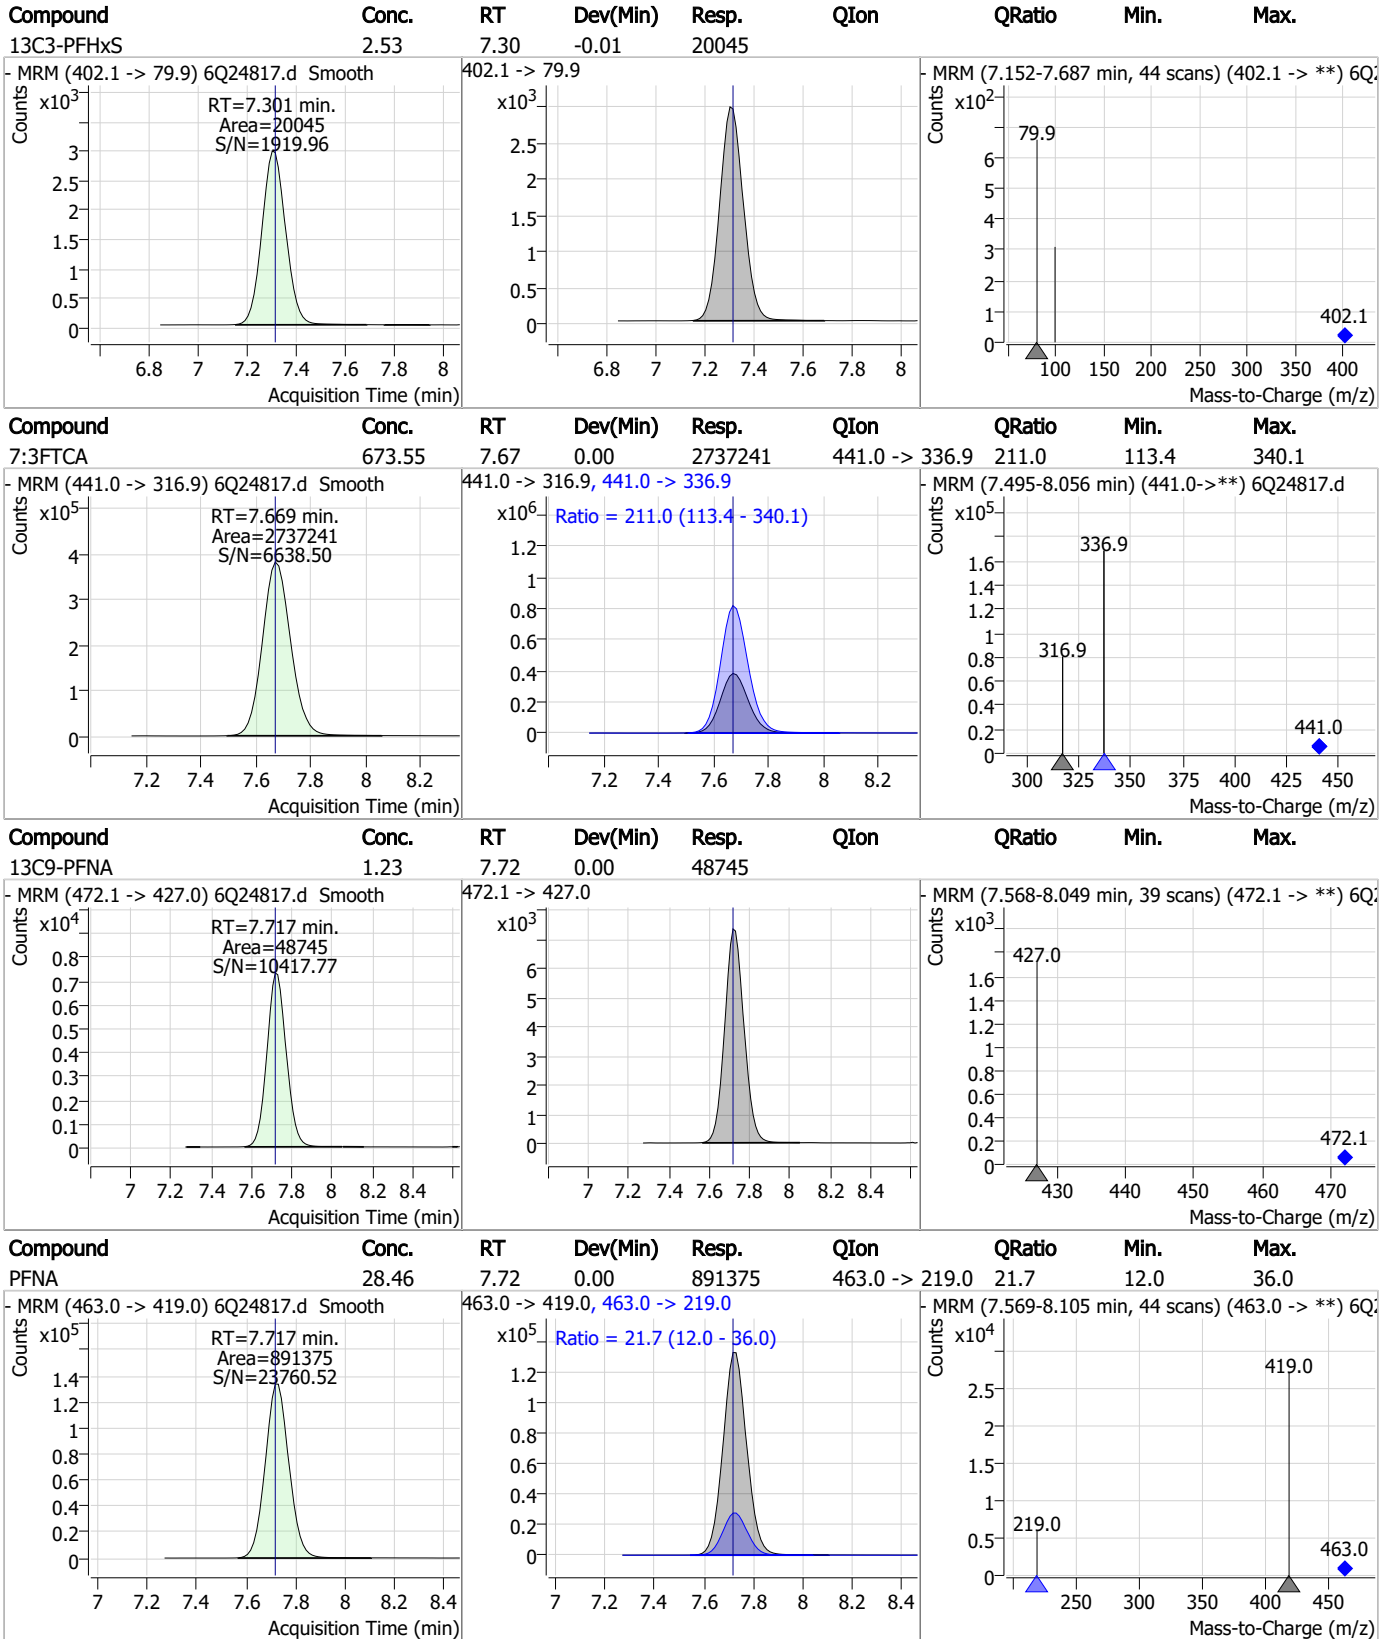 Compound Conc. RT Dev(Min) Resp. QIon QRatio Min. Max.
13C3-PFHxS 2.53 7.30 -0.01 20045
- MRM (402.1 -> 79.9) 6Q24817.d Smooth
402.1 -> 79.9
- MRM (7.152-7.687 min, 44 scans) (402.1 -> **) 6Q2
Counts
x10³
RT=7.301 min.
Area=20045
S/N=1919.96
3
2.5
2
1.5
1
0.5
0
6.8 7 7.2 7.4 7.6 7.8 8
Acquisition Time (min)
x10³
3
2.5
2
1.5
1
0.5
0
6.8 7 7.2 7.4 7.6 7.8 8
Counts
x10²
79.9
6
5
4
3
2
1
0
402.1
100 150 200 250 300 350 400
Mass-to-Charge (m/z)
Compound Conc. RT Dev(Min) Resp. QIon QRatio Min. Max.
7:3FTCA 673.55 7.67 0.00 2737241 441.0 -> 336.9 211.0 113.4 340.1
- MRM (441.0 -> 316.9) 6Q24817.d Smooth
441.0 -> 316.9, 441.0 -> 336.9
- MRM (7.495-8.056 min) (441.0->**) 6Q24817.d
Counts
x10⁵
RT=7.669 min.
Area=2737241
S/N=6638.50
4
3
2
1
0
7.2 7.4 7.6 7.8 8 8.2
Acquisition Time (min)
x10⁶
Ratio = 211.0 (113.4 - 340.1)
1.2
1
0.8
0.6
0.4
0.2
0
7.2 7.4 7.6 7.8 8 8.2
Counts
x10⁵
336.9
1.6
1.4
1.2
1
316.9
0.8
0.6
0.4
0.2
0
441.0
300 325 350 375 400 425 450
Mass-to-Charge (m/z)
Compound Conc. RT Dev(Min) Resp. QIon QRatio Min. Max.
13C9-PFNA 1.23 7.72 0.00 48745
- MRM (472.1 -> 427.0) 6Q24817.d Smooth
472.1 -> 427.0
- MRM (7.568-8.049 min, 39 scans) (472.1 -> **) 6Q2
Counts
x10⁴
RT=7.717 min.
Area=48745
S/N=10417.77
0.8
0.7
0.6
0.5
0.4
0.3
0.2
0.1
0
7 7.2 7.4 7.6 7.8 8 8.2 8.4
Acquisition Time (min)
x10³
6
5
4
3
2
1
0
7 7.2 7.4 7.6 7.8 8 8.2 8.4
Counts
x10³
427.0
1.6
1.4
1.2
1
0.8
0.6
0.4
0.2
0
472.1
430 440 450 460 470
Mass-to-Charge (m/z)
Compound Conc. RT Dev(Min) Resp. QIon QRatio Min. Max.
PFNA 28.46 7.72 0.00 891375 463.0 -> 219.0 21.7 12.0 36.0
- MRM (463.0 -> 419.0) 6Q24817.d Smooth
463.0 -> 419.0, 463.0 -> 219.0
- MRM (7.569-8.105 min, 44 scans) (463.0 -> **) 6Q2
Counts
x10⁵
RT=7.717 min.
Area=891375
S/N=23760.52
1.4
1.2
1
0.8
0.6
0.4
0.2
0
7 7.2 7.4 7.6 7.8 8 8.2 8.4
Acquisition Time (min)
x10⁵
Ratio = 21.7 (12.0 - 36.0)
1.2
1
0.8
0.6
0.4
0.2
0
7 7.2 7.4 7.6 7.8 8 8.2 8.4
Counts
x10⁴
419.0
2.5
2
1.5
1
0.5
0
219.0
463.0
250 300 350 400 450
Mass-to-Charge (m/z)